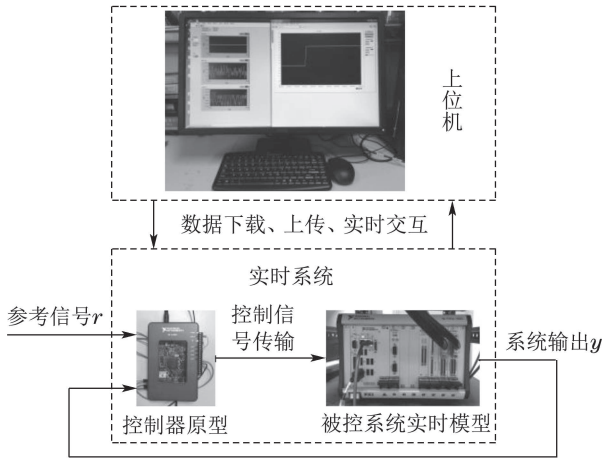 上位机
数据下载、上传、实时交互
实时系统
参考信号r
控制信
号传输
系统输出y
控制器原型
被控系统实时模型